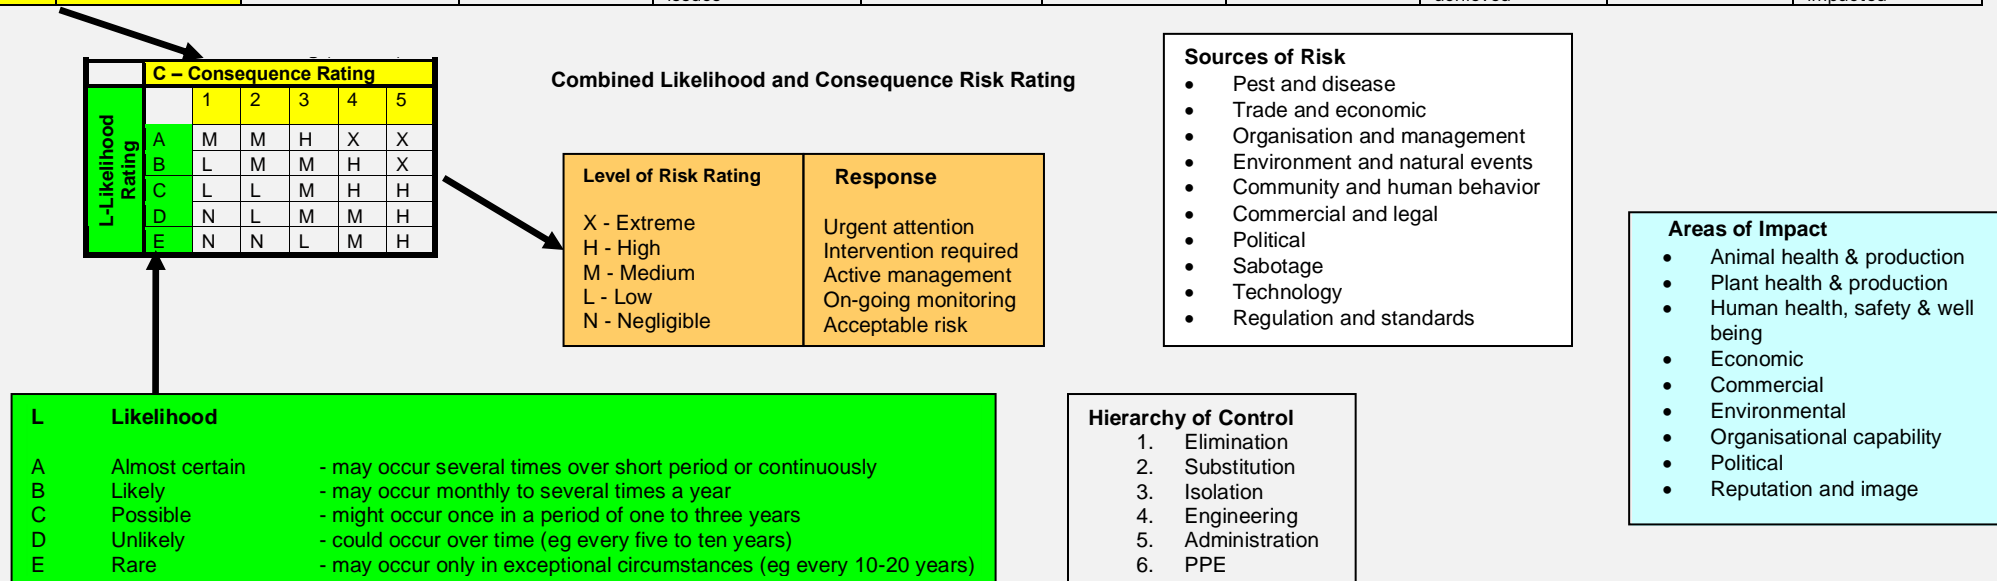 issues
achieved
impacted
C – Consequence Rating
L-Likelihood Rating
1 2 3 4 5
A M M H X X
B L M M H X
C L L M H H
D N L M M H
E N N L M H
Combined Likelihood and Consequence Risk Rating
Level of Risk Rating
X - Extreme
H - High
M - Medium
L - Low
N - Negligible
Response
Urgent attention
Intervention required
Active management
On-going monitoring
Acceptable risk
Sources of Risk
• Pest and disease
• Trade and economic
• Organisation and management
• Environment and natural events
• Community and human behavior
• Commercial and legal
• Political
• Sabotage
• Technology
• Regulation and standards
Areas of Impact
• Animal health & production
• Plant health & production
• Human health, safety & well
being
• Economic
• Commercial
• Environmental
• Organisational capability
• Political
• Reputation and image
L Likelihood
A Almost certain - may occur several times over short period or continuously
B Likely - may occur monthly to several times a year
C Possible - might occur once in a period of one to three years
D Unlikely - could occur over time (eg every five to ten years)
E Rare - may occur only in exceptional circumstances (eg every 10-20 years)
Hierarchy of Control
1. Elimination
2. Substitution
3. Isolation
4. Engineering
5. Administration
6. PPE